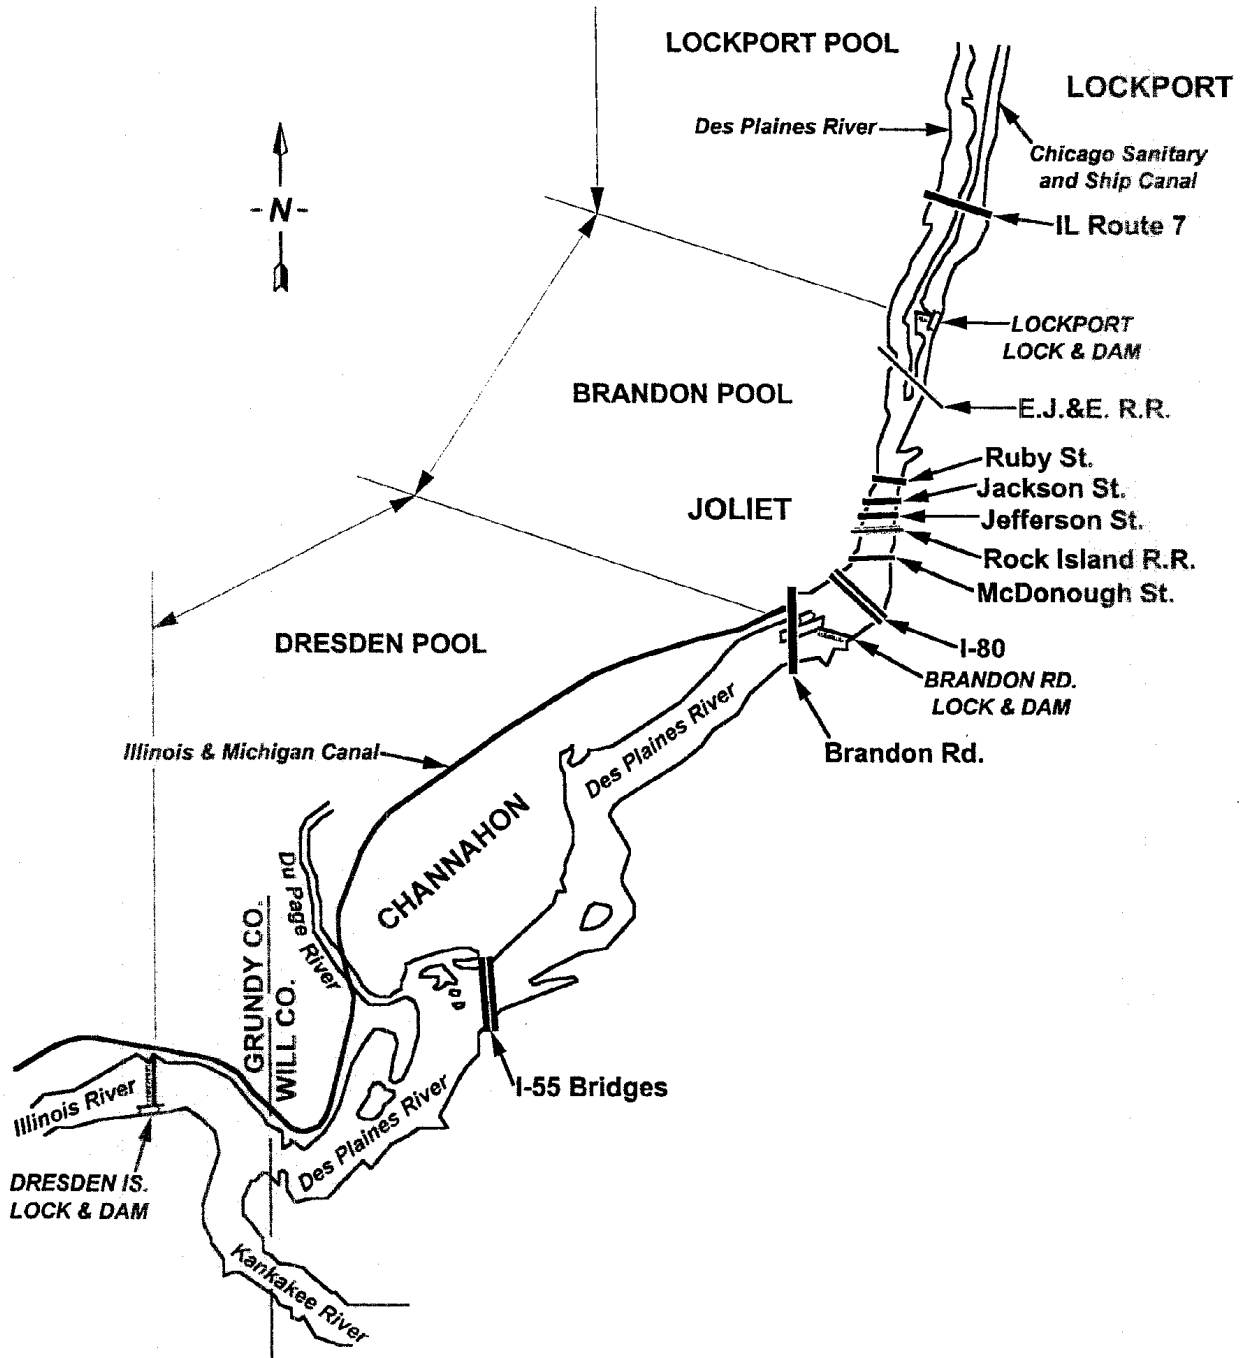 LOCKPORT POOL
LOCKPORT
Des Plaines River
Chicago Sanitary
and Ship Canal
- N -
IL Route 7
LOCKPORT
LOCK & DAM
BRANDON POOL
E.J.&E. R.R.
Ruby St.
Jackson St.
JOLIET
Jefferson St.
Rock Island R.R.
McDonough St.
DRESDEN POOL
I-80
BRANDON RD.
LOCK & DAM
Des Plaines River
Illinois & Michigan Canal
Brandon Rd.
CHANNAHON
Du Page River
GRUNDY CO.
WILL CO.
I-55 Bridges
Illinois River
Des Plaines River
DRESDEN IS.
LOCK & DAM
Kankakee River